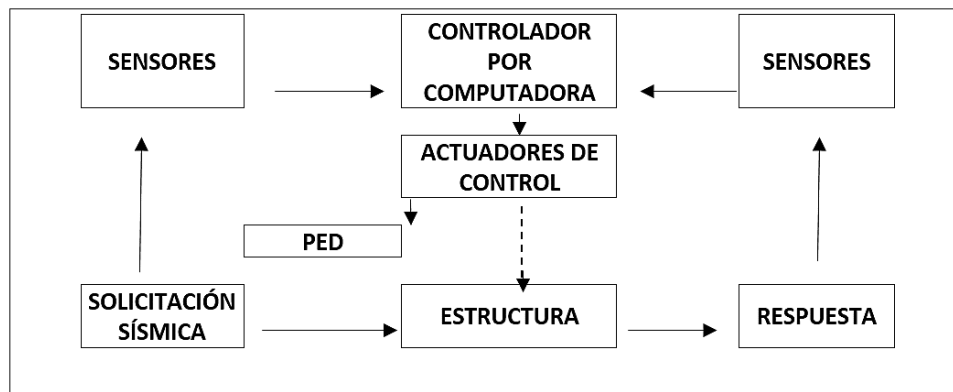 SENSORES
CONTROLADOR
POR
COMPUTADORA
SENSORES
ACTUADORES DE
CONTROL
PED
SOLICITACIÓN
SÍSMICA
ESTRUCTURA
RESPUESTA